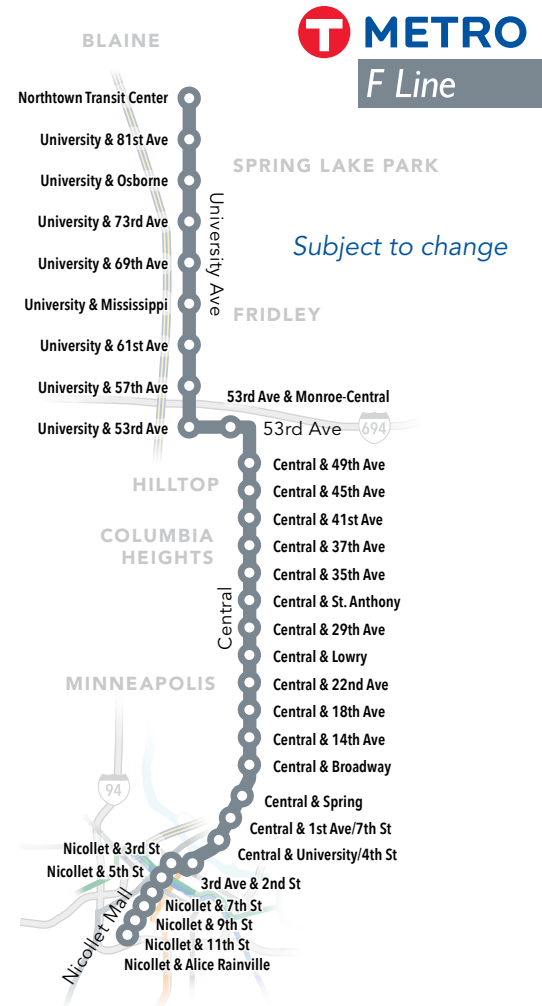 BLAINE
T METRO
F Line
Northtown Transit Center
University & 81st Ave
SPRING LAKE PARK
University & Osborne
University Ave
University & 73rd Ave
Subject to change
University & 69th Ave
University & Mississippi
FRIDLEY
University & 61st Ave
University & 57th Ave
53rd Ave & Monroe-Central
University & 53rd Ave
53rd Ave
694
Central & 49th Ave
HILLTOP
Central & 45th Ave
Central & 41st Ave
COLUMBIA
HEIGHTS
Central & 37th Ave
Central & 35th Ave
Central
Central & St. Anthony
Central & 29th Ave
Central & Lowry
MINNEAPOLIS
Central & 22nd Ave
Central & 18th Ave
Central & 14th Ave
Central & Broadway
94
Central & Spring
Central & 1st Ave/7th St
Central & University/4th St
Nicollet & 3rd St
Nicollet & 5th St
3rd Ave & 2nd St
Nicollet Mall
Nicollet & 7th St
Nicollet & 9th St
Nicollet & 11th St
Nicollet & Alice Rainville